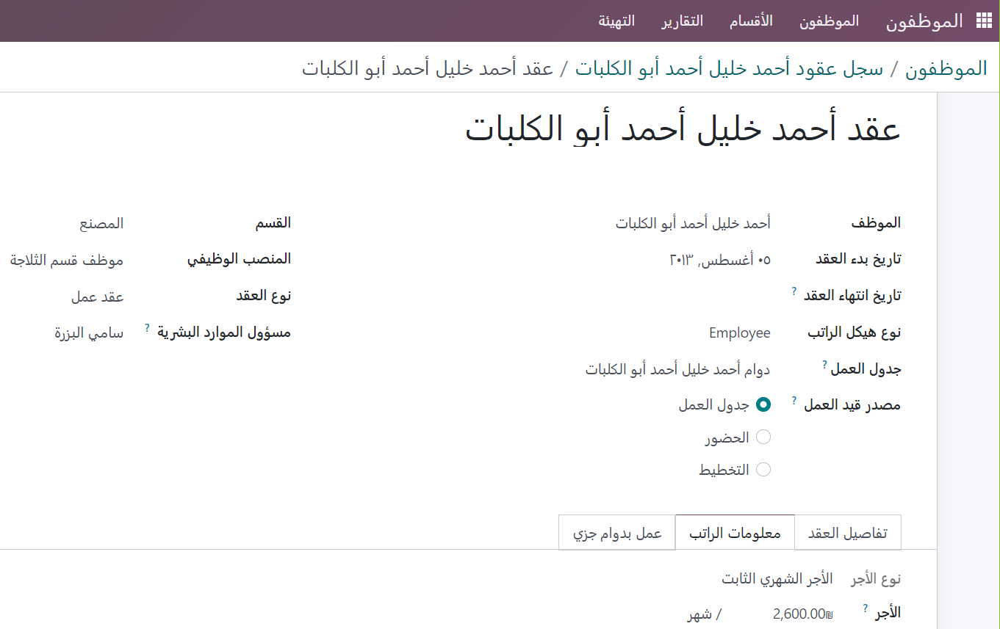 الموظفون الموظفون الأقسام التقارير التهيئة
الموظفون / سجل عقود أحمد خليل أحمد أبو الكلبات / عقد أحمد خليل أحمد أبو الكلبات
عقد أحمد خليل أحمد أبو الكلبات
الموظف أحمد خليل أحمد أبو الكلبات
تاريخ بدء العقد ٠٥ أغسطس, ٢٠١٣
تاريخ انتهاء العقد ?
نوع هيكل الراتب Employee
جدول العمل ? دوام أحمد خليل أحمد أبو الكلبات
مصدر قيد العمل ? جدول العمل
الحضور
التخطيط
القسم المصنع
المنصب الوظيفي موظف قسم الثلاجة
نوع العقد عقد عمل
مسؤول الموارد البشرية ? سامي البزرة
تفاصيل العقد معلومات الراتب عمل بدوام جزي
نوع الأجر الأجر الشهري الثابت
الأجر ? ₪2,600.00 / شهر